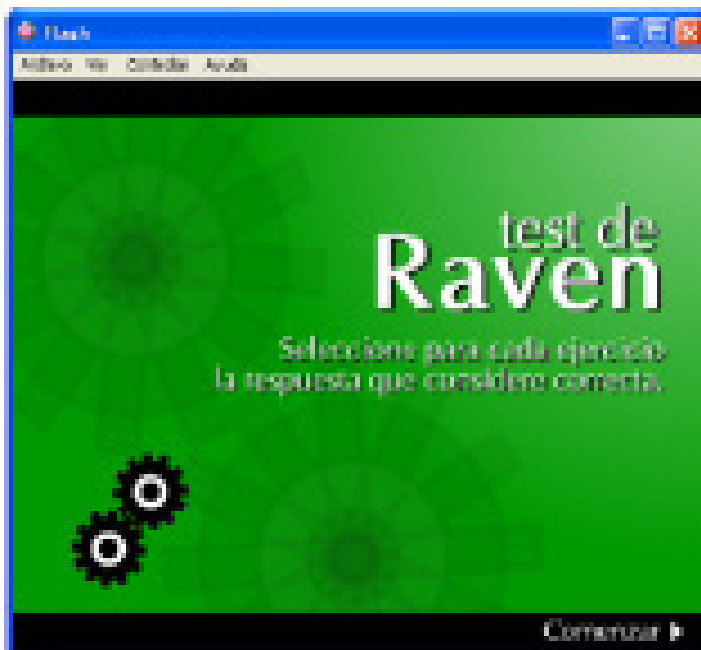 Flash
Archivo Ver Controlar Ayuda
test de
Raven
Seleccione para cada ejercicio
la respuesta que considere correcta.
Comenzar